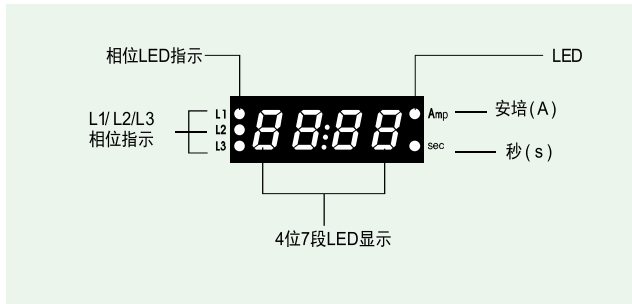 相位LED指示
LED
L1/ L2/L3
相位指示
L1
L2
L3
88:88
Amp
sec
安培(A)
秒(s)
4位7段LED显示